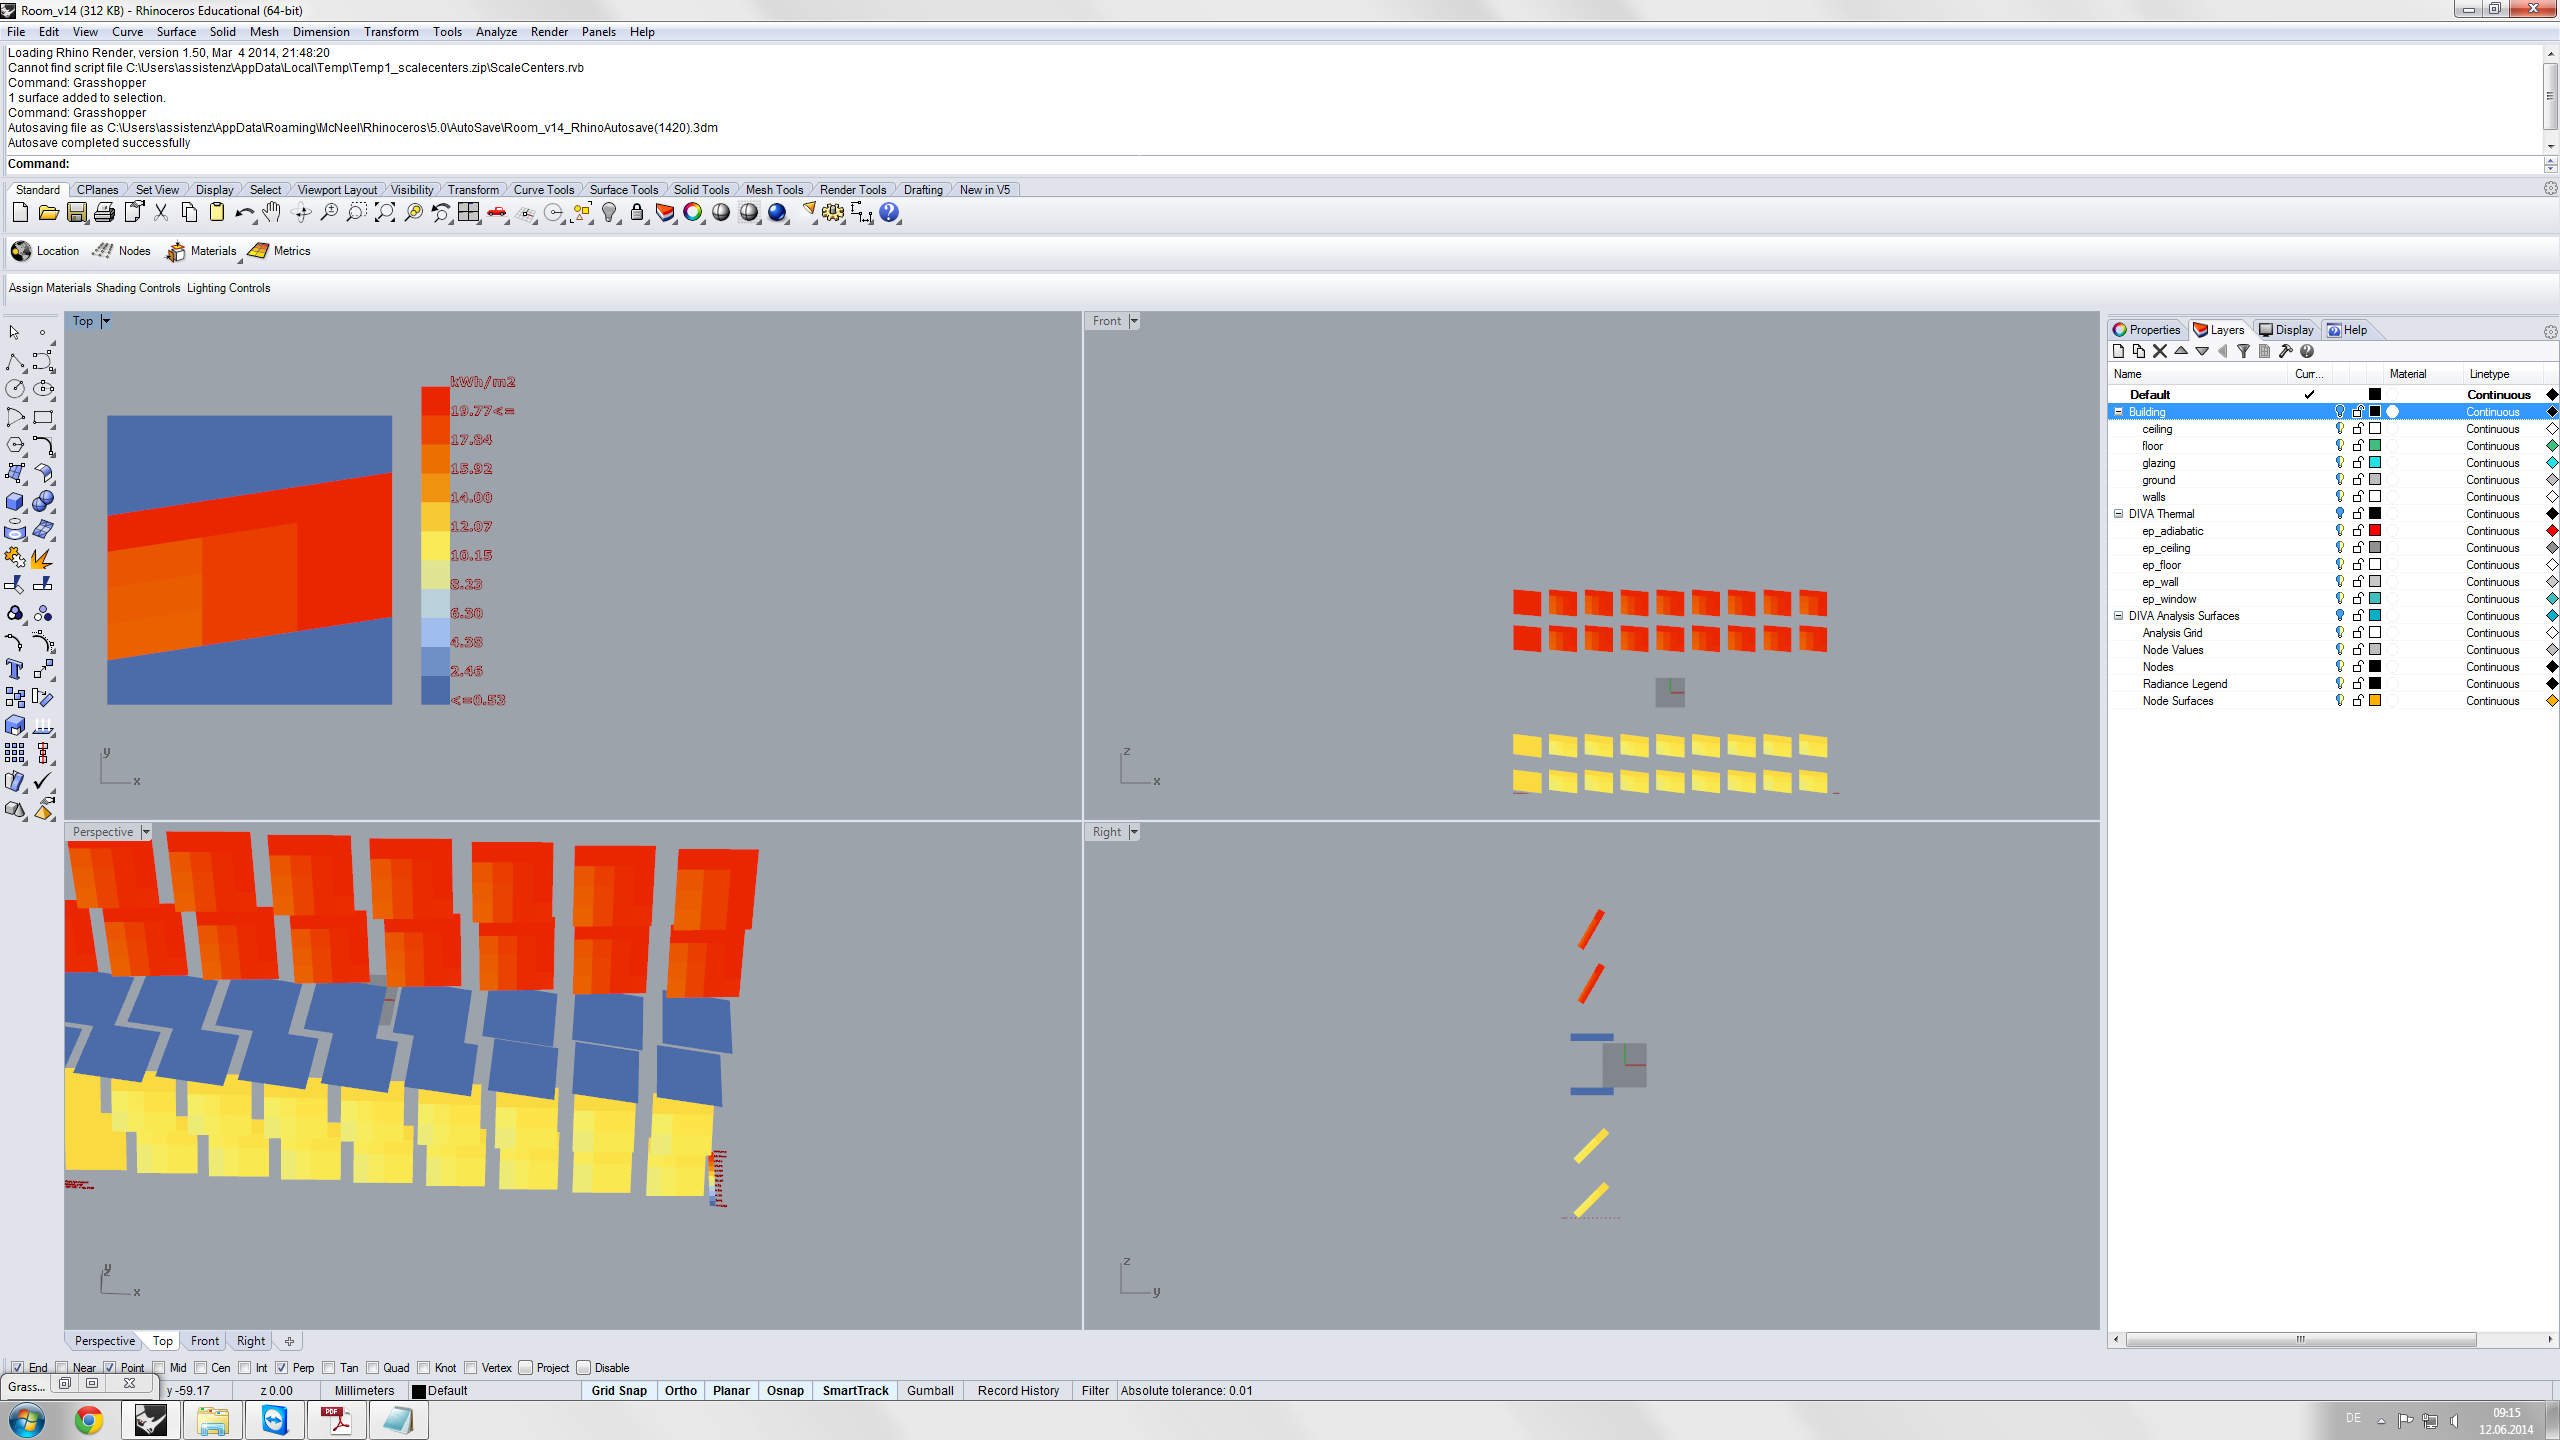 Room_v14 (312 KB) - Rhinoceros Educational (64-bit)
File Edit View Curve Surface Solid Mesh Dimension Transform Tools Analyze Render Panels Help
Loading Rhino Render, version 1.50, Mar 4 2014, 21:48:20
Cannot find script file C:\Users\assistenz\AppData\Local\Temp\Temp1_scalecenters.zip\ScaleCenters.rvb
Command: Grasshopper
1 surface added to selection.
Command: Grasshopper
Autosaving file as C:\Users\assistenz\AppData\Roaming\McNeel\Rhinoceros\5.0\AutoSave\Room_v14_RhinoAutosave(1420).3dm
Autosave completed successfully
Command:
Standard CPlanes Set View Display Select Viewport Layout Visibility Transform Curve Tools Surface Tools Solid Tools Mesh Tools Render Tools Drafting New in V5
Location Nodes Materials Metrics
Assign Materials Shading Controls Lighting Controls
Top
kWh/m2
19.77<=
17.84
15.92
14.00
12.07
10.15
8.23
6.30
4.38
2.46
<=0.53
y
x
Front
z
x
Perspective
y
z
x
Right
z
y
Properties Layers Display Help
Name Curr... Material Linetype
Default Continuous
Building Continuous
ceiling Continuous
floor Continuous
glazing Continuous
ground Continuous
walls Continuous
DIVA Thermal Continuous
ep_adiabatic Continuous
ep_ceiling Continuous
ep_floor Continuous
ep_wall Continuous
ep_window Continuous
DIVA Analysis Surfaces Continuous
Analysis Grid Continuous
Node Values Continuous
Nodes Continuous
Radiance Legend Continuous
Node Surfaces Continuous
Perspective Top Front Right
End Near Point Mid Cen Int Perp Tan Quad Knot Vertex Project Disable
Grass... y -59.17 z 0.00 Millimeters Default Grid Snap Ortho Planar Osnap SmartTrack Gumball Record History Filter Absolute tolerance: 0.01
PDF
DE
09:15
12.06.2014